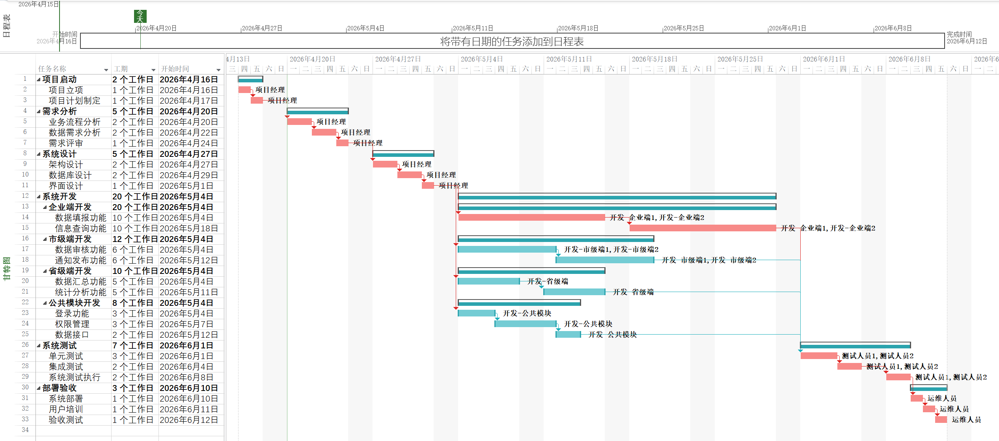 2026年4月15日
今天
日程表
2026年4月20日 2026年4月27日 2026年5月4日 2026年5月11日 2026年5月18日 2026年5月25日 2026年6月1日 2026年6月8日
开始时间
2026年4月16日
将带有日期的任务添加到日程表
完成时间
2026年6月12日
甘特图
4月13日 2026年4月20日 2026年4月27日 2026年5月4日 2026年5月11日 2026年5月18日 2026年5月25日 2026年6月1日 2026年6月8日 2026年6
任务名称 工期 开始时间
三 四 五 六 日 一 二 三 四 五 六 日 一 二 三 四 五 六 日 一 二 三 四 五 六 日 一 二 三 四 五 六 日 一 二 三 四 五 六 日 一 二 三 四 五 六 日 一 二 三 四 五 六 日 一 二 三 四 五 六 日 一 二
1 项目启动 2 个工作日 2026年4月16日
2 项目立项 1 个工作日 2026年4月16日 项目经理
3 项目计划制定 1 个工作日 2026年4月17日 项目经理
4 需求分析 5 个工作日 2026年4月20日
5 业务流程分析 2 个工作日 2026年4月20日 项目经理
6 数据需求分析 2 个工作日 2026年4月22日 项目经理
7 需求评审 1 个工作日 2026年4月24日 项目经理
8 系统设计 5 个工作日 2026年4月27日
9 架构设计 2 个工作日 2026年4月27日 项目经理
10 数据库设计 2 个工作日 2026年4月29日 项目经理
11 界面设计 1 个工作日 2026年5月1日 项目经理
12 系统开发 20 个工作日 2026年5月4日
13 企业端开发 20 个工作日 2026年5月4日
14 数据填报功能 10 个工作日 2026年5月4日 开发-企业端1,开发-企业端2
15 信息查询功能 10 个工作日 2026年5月18日 开发-企业端1,开发-企业端2
16 市级端开发 12 个工作日 2026年5月4日
17 数据审核功能 6 个工作日 2026年5月4日 开发-市级端1,开发-市级端2
18 通知发布功能 6 个工作日 2026年5月12日 开发-市级端1,开发-市级端2
19 省级端开发 10 个工作日 2026年5月4日
20 数据汇总功能 5 个工作日 2026年5月4日 开发-省级端
21 统计分析功能 5 个工作日 2026年5月11日 开发-省级端
22 公共模块开发 8 个工作日 2026年5月4日
23 登录功能 3 个工作日 2026年5月4日 开发-公共模块
24 权限管理 3 个工作日 2026年5月7日 开发-公共模块
25 数据接口 2 个工作日 2026年5月12日 开发-公共模块
26 系统测试 7 个工作日 2026年6月1日
27 单元测试 3 个工作日 2026年6月1日 测试人员1,测试人员2
28 集成测试 2 个工作日 2026年6月4日 测试人员1,测试人员2
29 系统测试执行 2 个工作日 2026年6月8日 测试人员1,测试人员2
30 部署验收 3 个工作日 2026年6月10日
31 系统部署 1 个工作日 2026年6月10日 运维人员
32 用户培训 1 个工作日 2026年6月11日 运维人员
33 验收测试 1 个工作日 2026年6月12日 运维人员
34